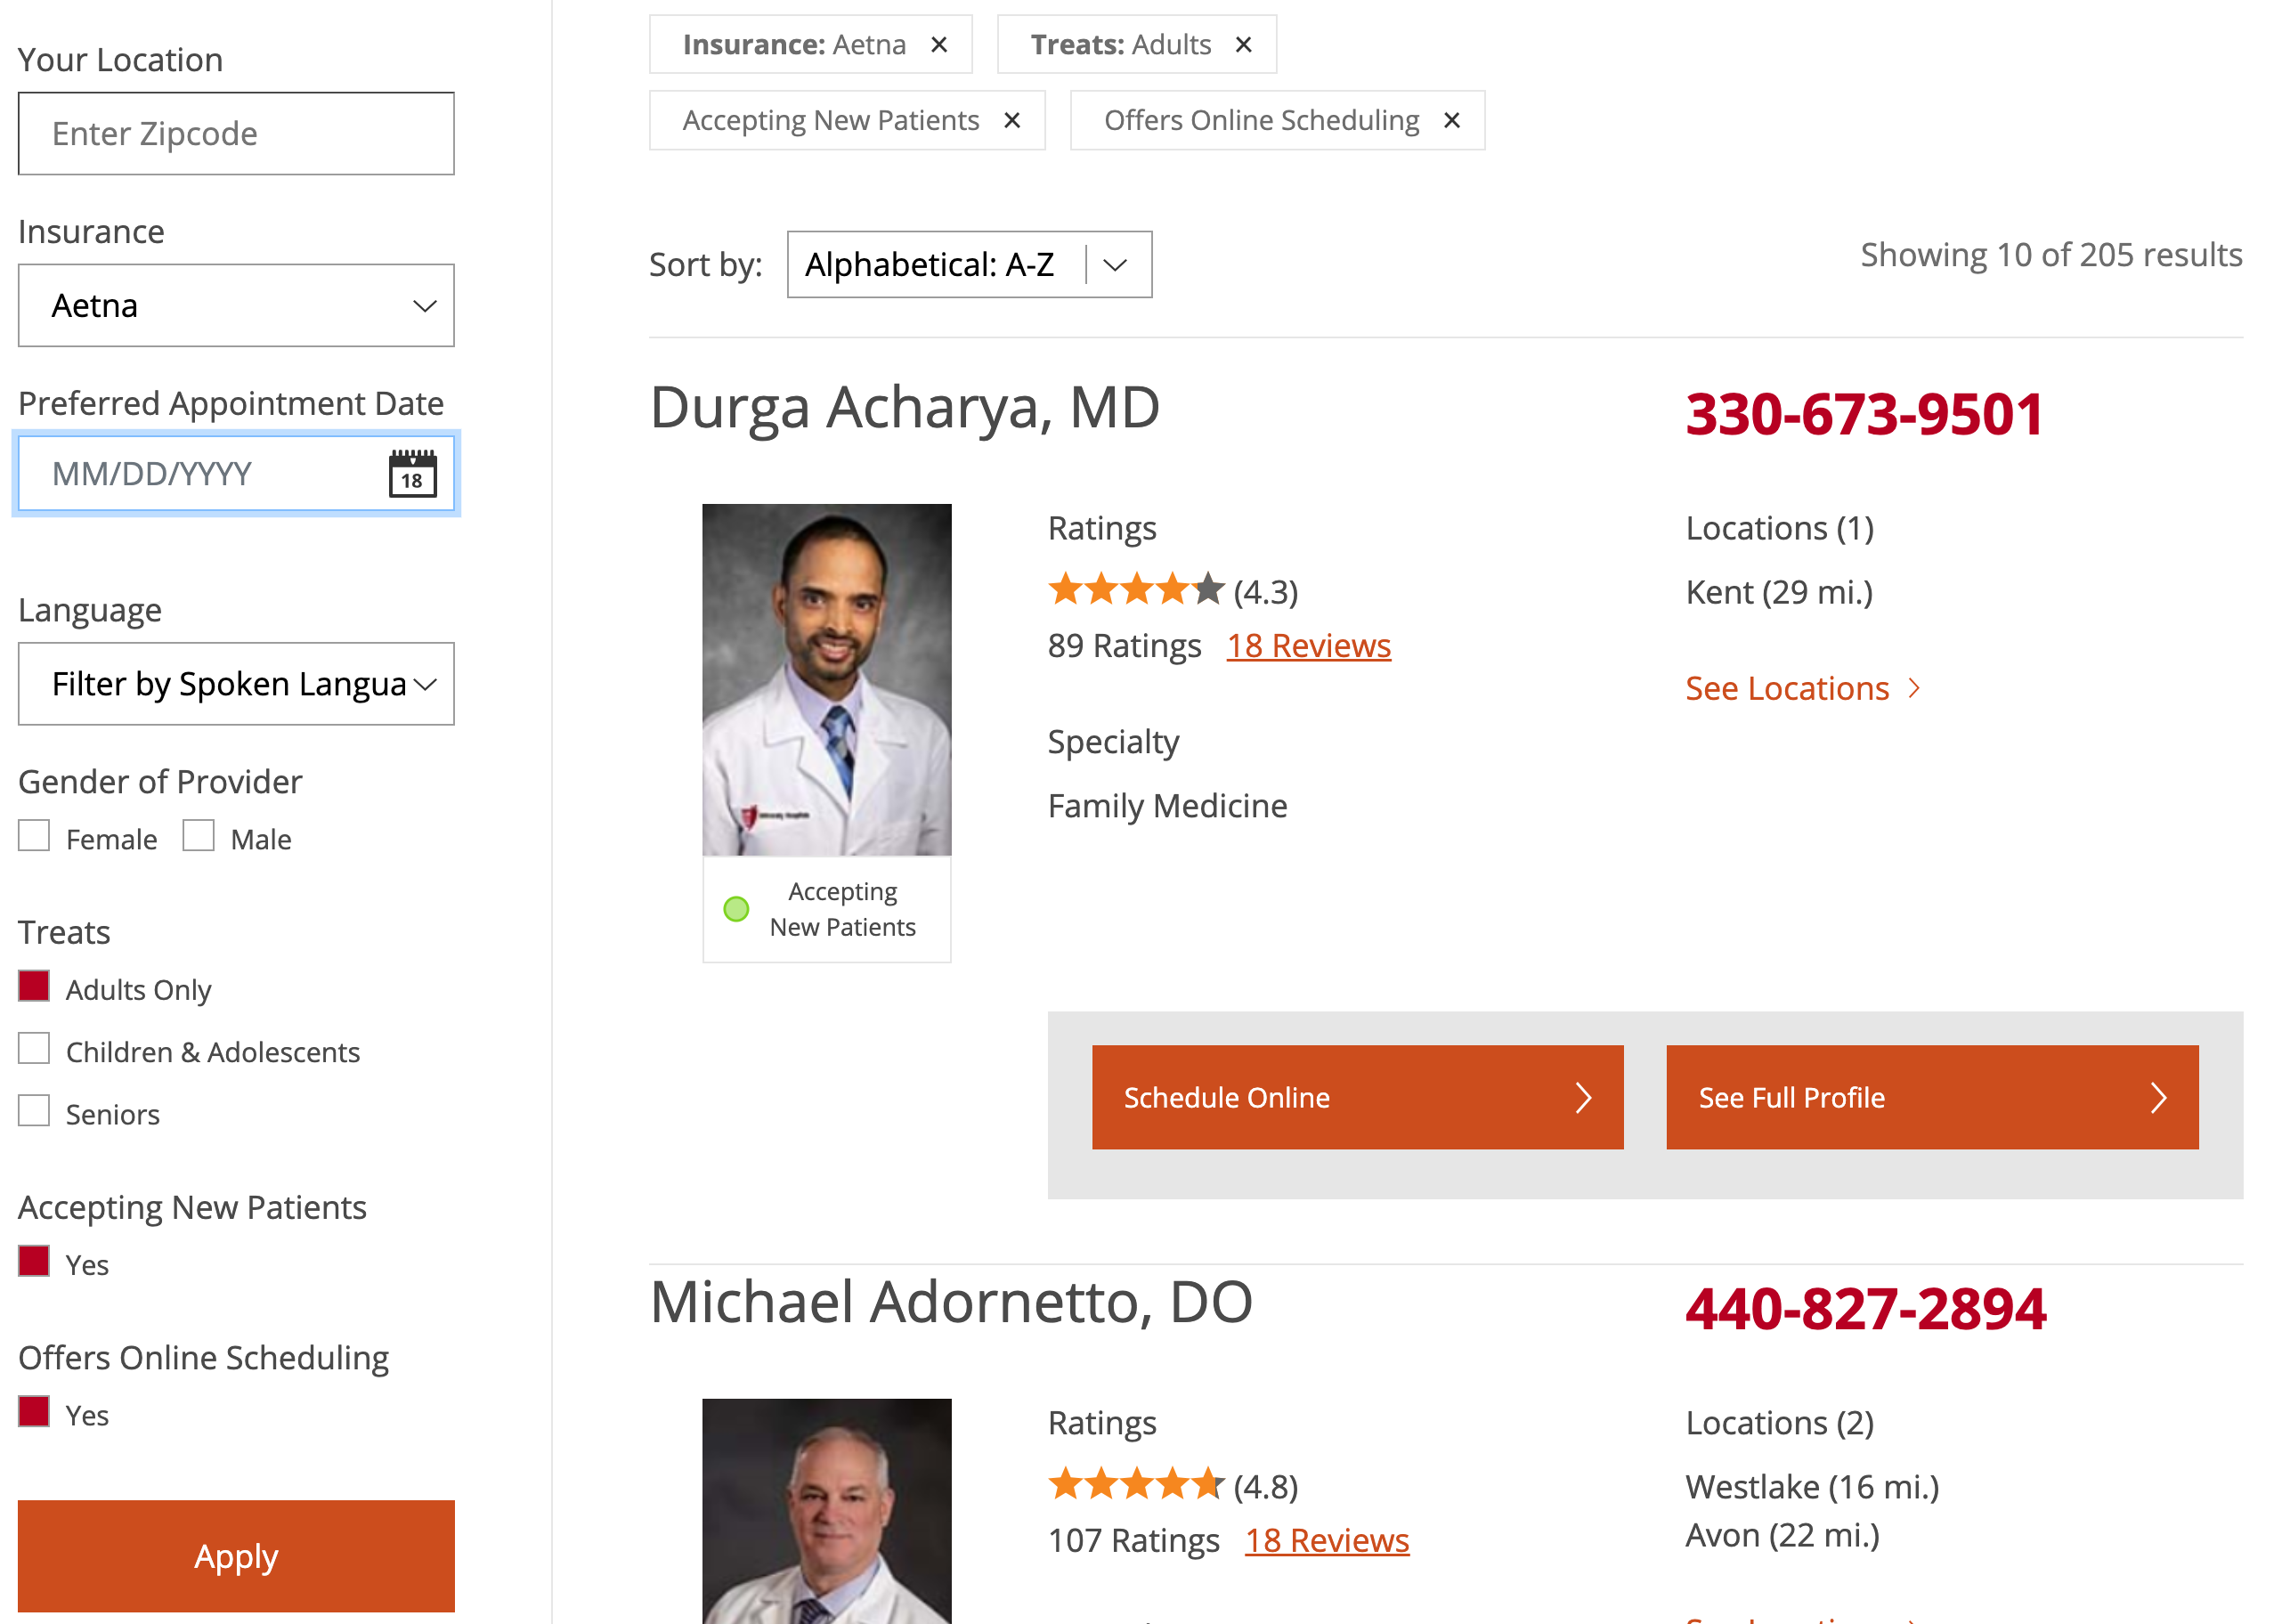 Your Location
Enter Zipcode
Insurance
Aetna
Preferred Appointment Date
MM/DD/YYYY
18
Language
Filter by Spoken Langua
Gender of Provider
Female Male
Treats
Adults Only
Children & Adolescents
Seniors
Accepting New Patients
Yes
Offers Online Scheduling
Yes
Apply
Insurance: Aetna × Treats: Adults ×
Accepting New Patients × Offers Online Scheduling ×
Sort by: Alphabetical: A-Z
Showing 10 of 205 results
Durga Acharya, MD
330-673-9501
Ratings
(4.3)
89 Ratings 18 Reviews
Specialty
Family Medicine
Locations (1)
Kent (29 mi.)
See Locations
Accepting
New Patients
Schedule Online
See Full Profile
Michael Adornetto, DO
440-827-2894
Ratings
(4.8)
107 Ratings 18 Reviews
Locations (2)
Westlake (16 mi.)
Avon (22 mi.)